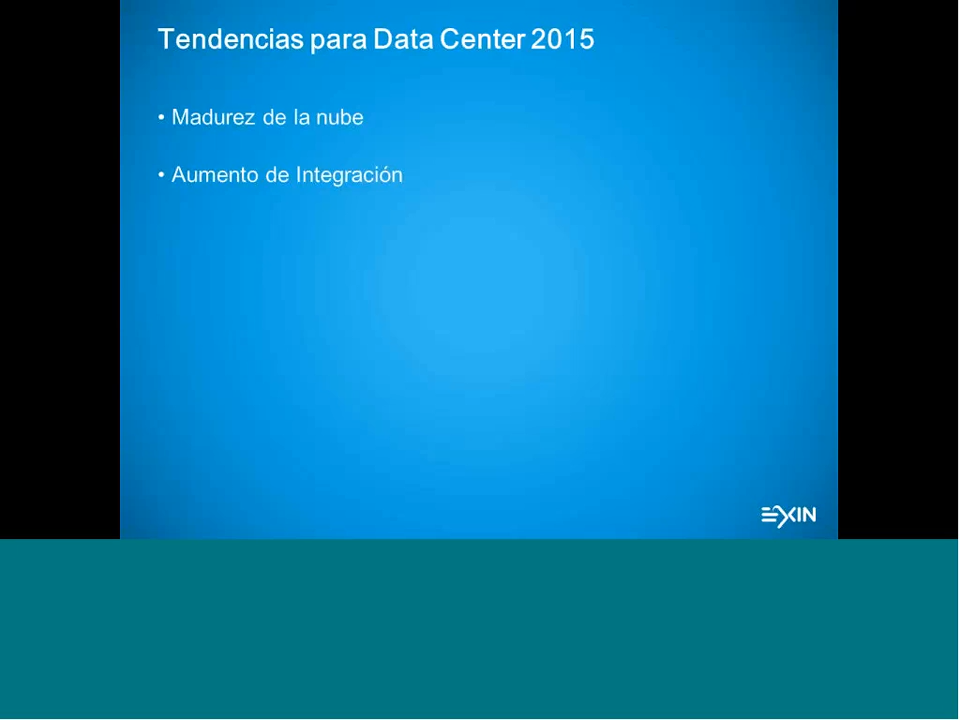 Tendencias para Data Center 2015
• Madurez de la nube
• Aumento de Integración
EXIN